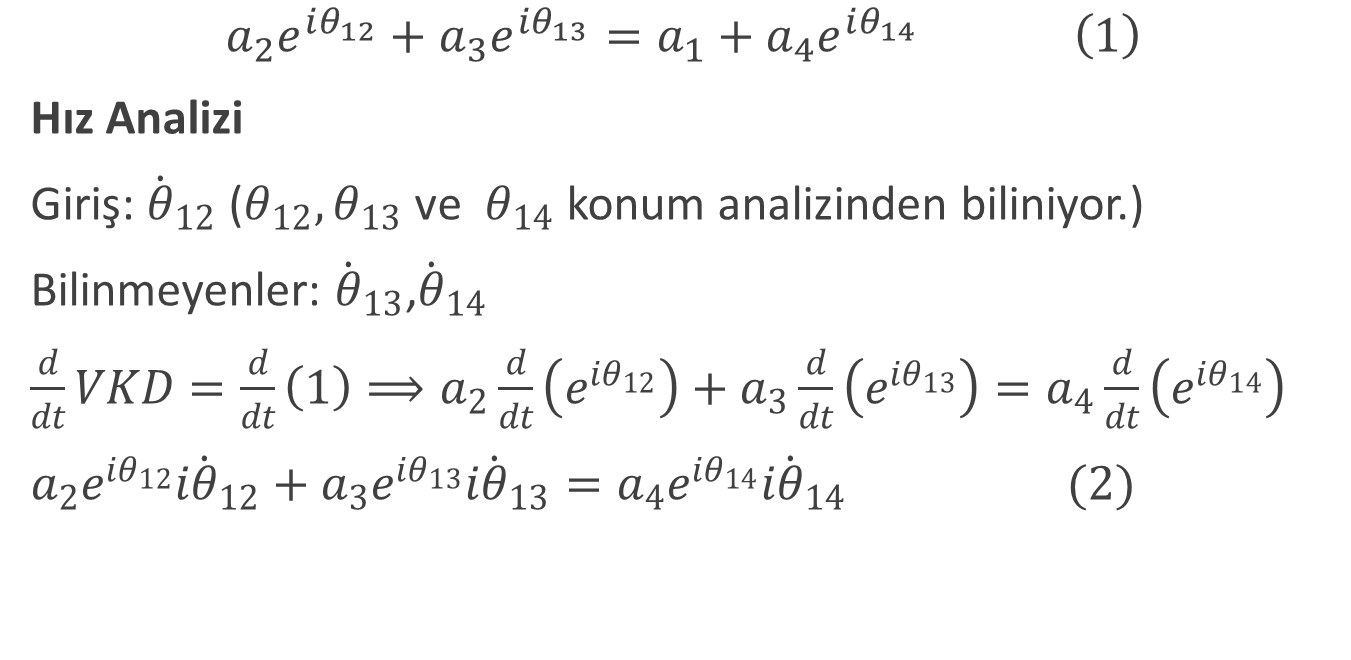 a₂e^{iθ₁₂} + a₃e^{iθ₁₃} = a₁ + a₄e^{iθ₁₄} (1)
Hız Analizi
Giriş: θ̇₁₂ (θ₁₂, θ₁₃ ve θ₁₄ konum analizinden biliniyor.)
Bilinmeyenler: θ̇₁₃,θ̇₁₄
d/dt VKD = d/dt (1) ⟹ a₂ d/dt (e^{iθ₁₂}) + a₃ d/dt (e^{iθ₁₃}) = a₄ d/dt (e^{iθ₁₄})
a₂e^{iθ₁₂}iθ̇₁₂ + a₃e^{iθ₁₃}iθ̇₁₃ = a₄e^{iθ₁₄}iθ̇₁₄ (2)